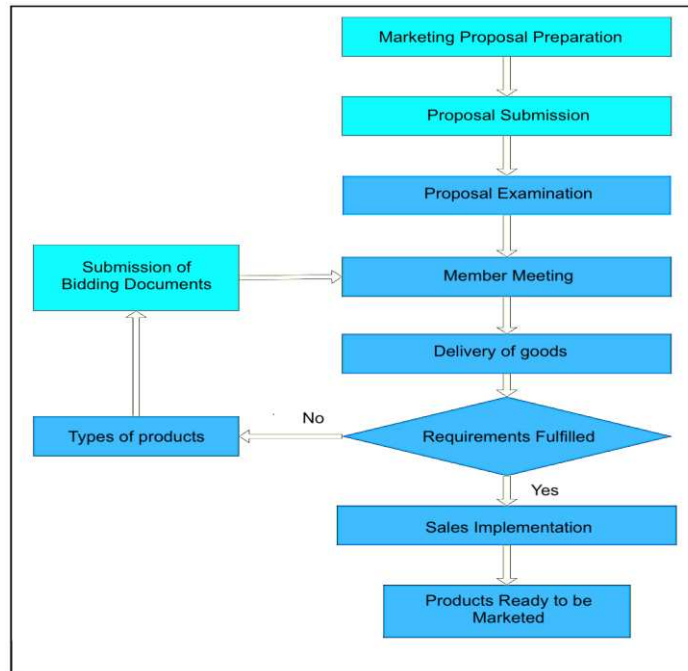 Marketing Proposal Preparation
Proposal Submission
Proposal Examination
Submission of
Bidding Documents
Member Meeting
Delivery of goods
No
Types of products
Requirements Fulfilled
Yes
Sales Implementation
Products Ready to be
Marketed